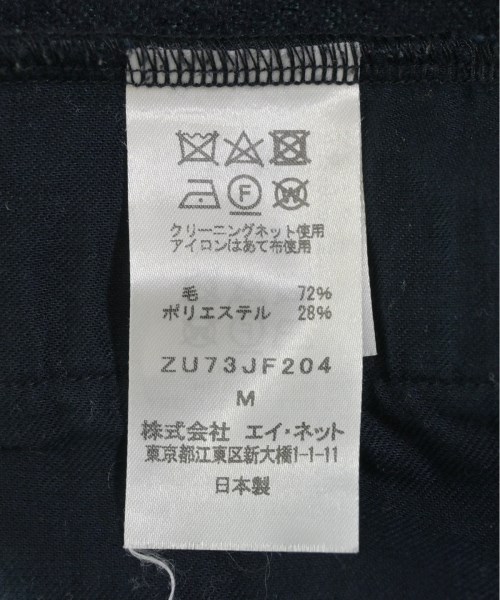 F W
クリーニングネット使用
アイロンはあて布使用
毛 72%
ポリエステル 28%
ZU73JF204
M
株式会社 エイ・ネット
東京都江東区新大橋1-1-11
日本製